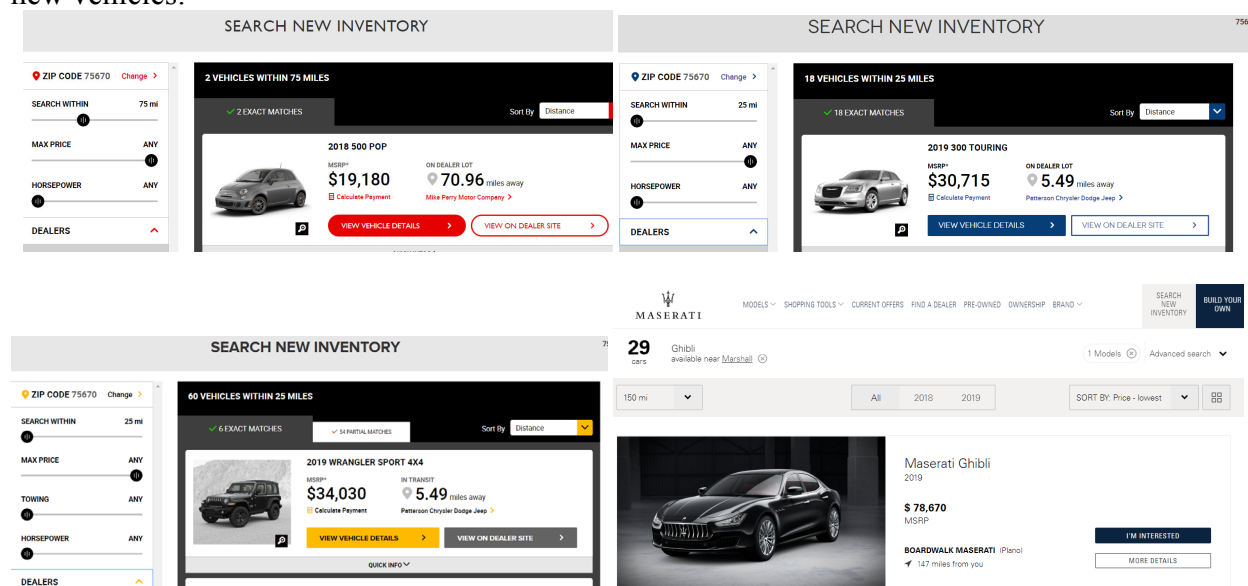 new vehicles.
SEARCH NEW INVENTORY
ZIP CODE 75670 Change >
SEARCH WITHIN 75 mi
MAX PRICE ANY
HORSEPOWER ANY
DEALERS
2 VEHICLES WITHIN 75 MILES
2 EXACT MATCHES
Sort By Distance
2018 500 POP
MSRP* ON DEALER LOT
$19,180 70.96 miles away
Calculate Payment Mike Perry Motor Company >
VIEW VEHICLE DETAILS > VIEW ON DEALER SITE >
SEARCH NEW INVENTORY
756
ZIP CODE 75670 Change >
SEARCH WITHIN 25 mi
MAX PRICE ANY
HORSEPOWER ANY
DEALERS
18 VEHICLES WITHIN 25 MILES
18 EXACT MATCHES
Sort By Distance
2019 300 TOURING
MSRP* ON DEALER LOT
$30,715 5.49 miles away
Calculate Payment Patterson Chrysler Dodge Jeep >
VIEW VEHICLE DETAILS > VIEW ON DEALER SITE >
SEARCH NEW INVENTORY
ZIP CODE 75670 Change >
SEARCH WITHIN 25 mi
MAX PRICE ANY
TOWING ANY
HORSEPOWER ANY
DEALERS
60 VEHICLES WITHIN 25 MILES
6 EXACT MATCHES
54 PARTIAL MATCHES
Sort By Distance
2019 WRANGLER SPORT 4X4
MSRP* IN TRANSIT
$34,030 5.49 miles away
Calculate Payment Patterson Chrysler Dodge Jeep >
VIEW VEHICLE DETAILS > VIEW ON DEALER SITE >
QUICK INFO
MASERATI
MODELS SHOPPING TOOLS CURRENT OFFERS FIND A DEALER PRE-OWNED OWNERSHIP BRAND
SEARCH
NEW
INVENTORY
BUILD YOUR
OWN
29
cars
Ghibli
available near Marshall
1 Models Advanced search
150 mi
All 2018 2019
SORT BY: Price - lowest
Maserati Ghibli
2019
$ 78,670
MSRP
BOARDWALK MASERATI (Plano)
147 miles from you
I'M INTERESTED
MORE DETAILS